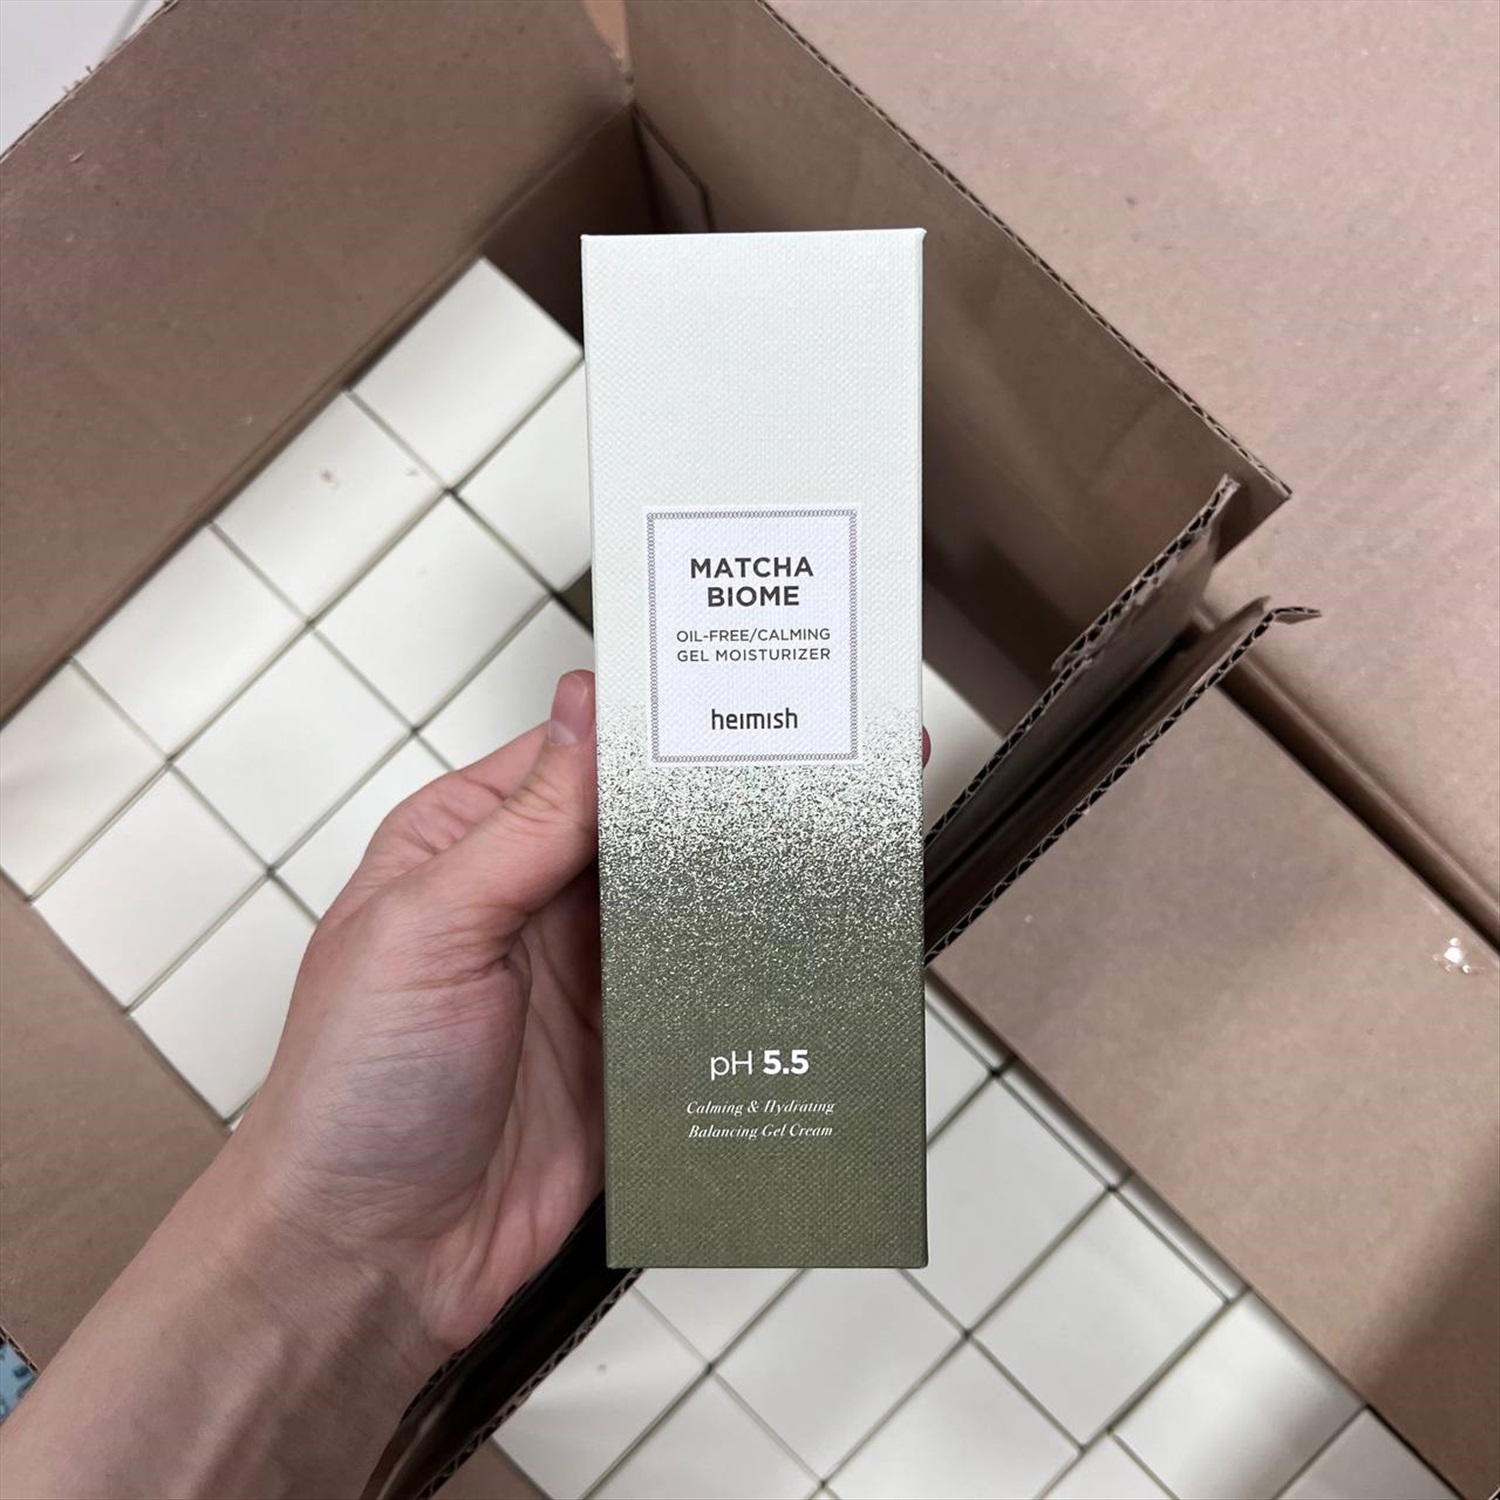 MATCHA
BIOME
OIL-FREE/CALMING
GEL MOISTURIZER
heimish
pH 5.5
Calming & Hydrating
Balancing Gel Cream